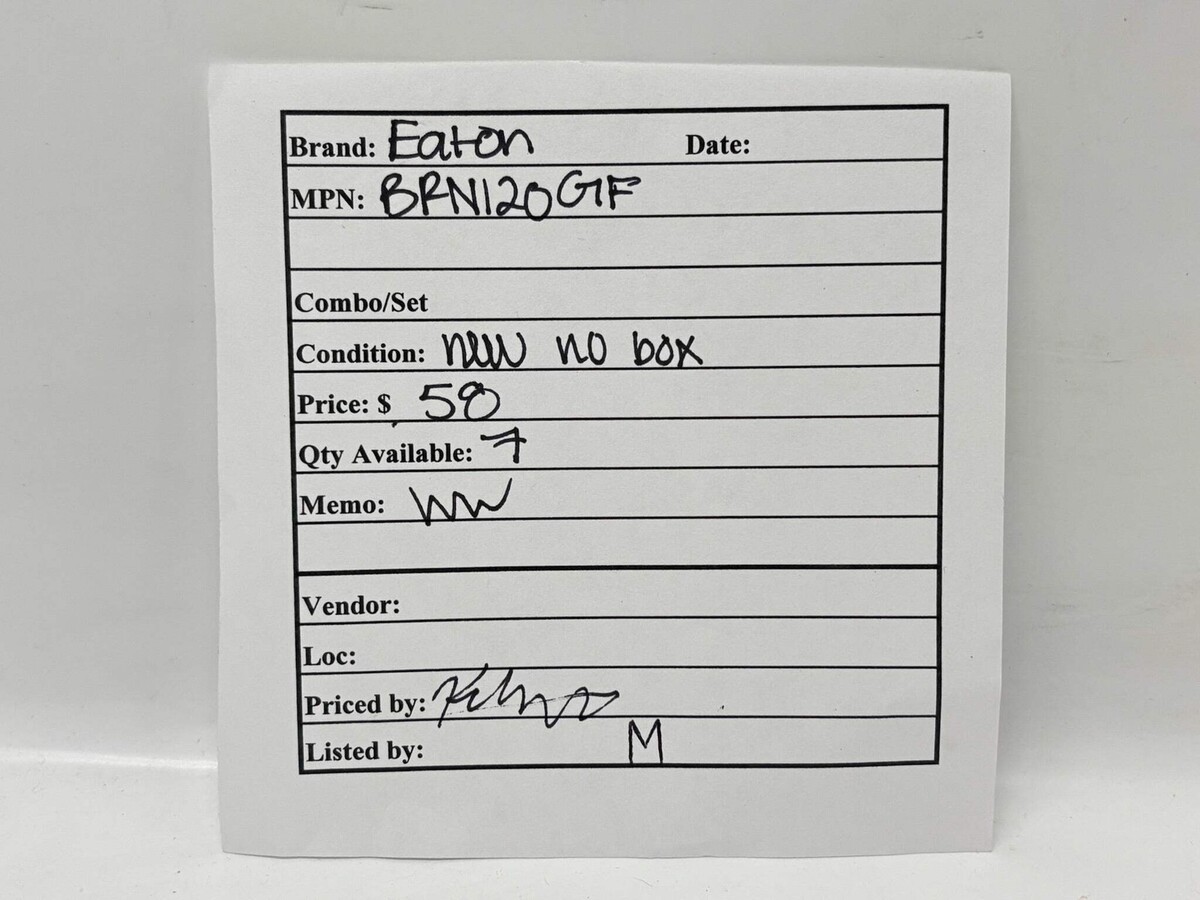 Brand: Eaton Date:
MPN: BRN120GF
Combo/Set
Condition: new no box
Price: $ 58
Qty Available: 7
Memo:
Vendor:
Loc:
Priced by:
Listed by: M